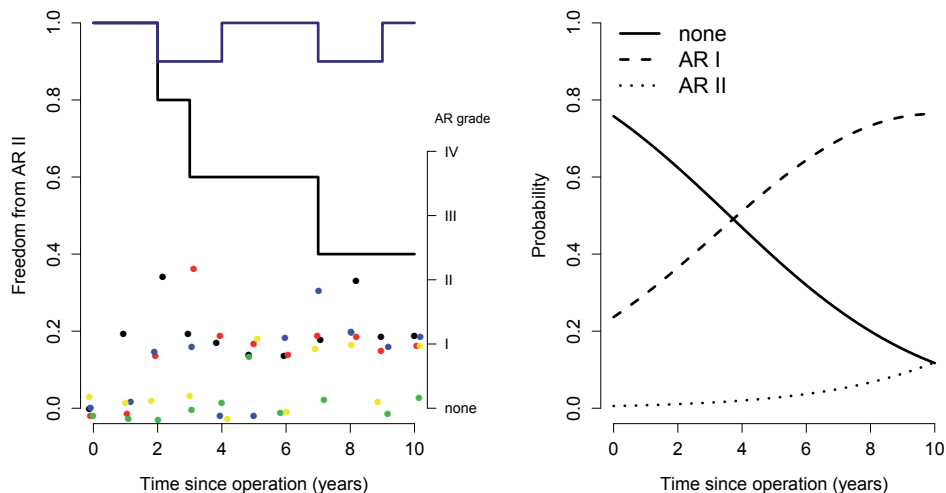 Freedom from AR II
1.0
0.8
0.6
0.4
0.2
0.0
0 2 4 6 8 10
Time since operation (years)
AR grade
IV
III
II
I
none
Probability
1.0
0.8
0.6
0.4
0.2
0.0
none
AR I
AR II
0 2 4 6 8 10
Time since operation (years)